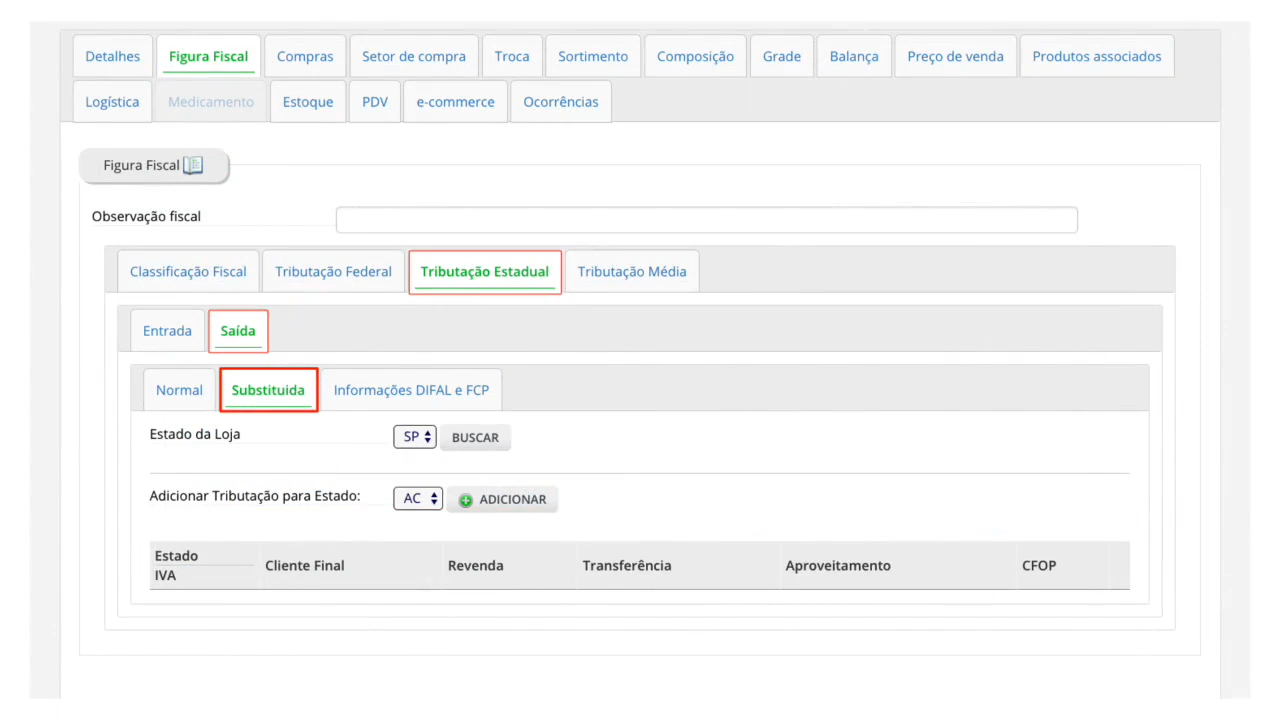 Detalhes Figura Fiscal Compras Setor de compra Troca Sortimento Composição Grade Balança Preço de venda Produtos associados
Logística Medicamento Estoque PDV e-commerce Ocorrências
Figura Fiscal
Observação fiscal
Classificação Fiscal Tributação Federal Tributação Estadual Tributação Média
Entrada Saída
Normal Substituida Informações DIFAL e FCP
Estado da Loja SP BUSCAR
Adicionar Tributação para Estado: AC ADICIONAR
Estado
IVA
Cliente Final Revenda Transferência Aproveitamento CFOP